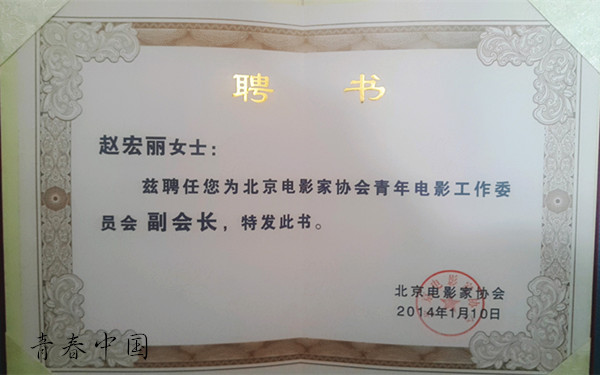 聘 书
赵宏丽女士：
兹聘任您为北京电影家协会青年电影工作委
员会 副会长，特发此书。
北京电影家协会
2014年1月10日
青春中国